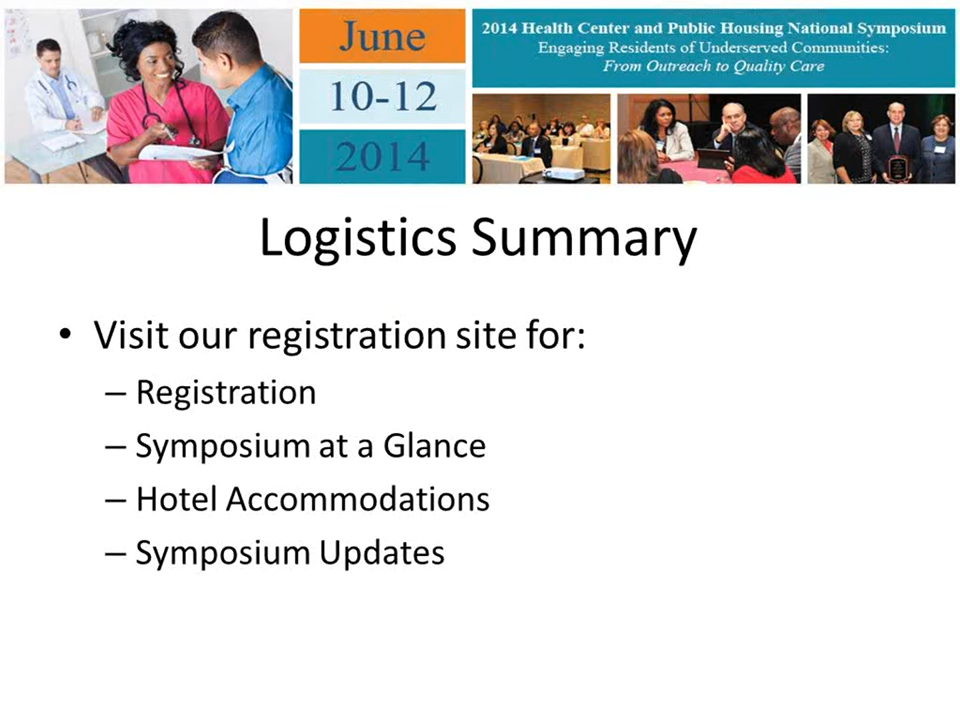 June
10-12
2014
2014 Health Center and Public Housing National Symposium
Engaging Residents of Underserved Communities:
From Outreach to Quality Care
Logistics Summary
• Visit our registration site for:
– Registration
– Symposium at a Glance
– Hotel Accommodations
– Symposium Updates